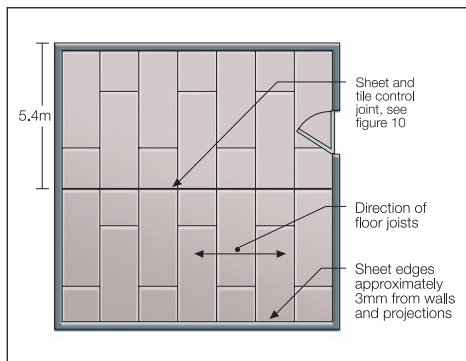 5.4m
Sheet and
tile control
joint, see
figure 10
Direction of
floor joists
Sheet edges
approximately
3mm from walls
and projections